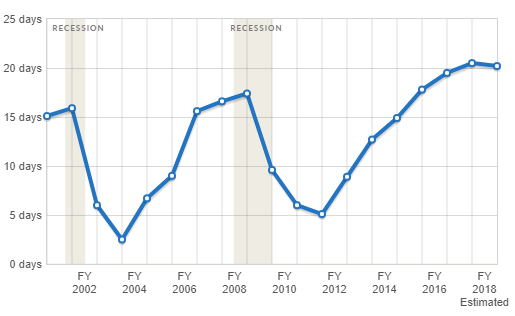 25 days
RECESSION
RECESSION
20 days
15 days
10 days
5 days
0 days
FY
2002
FY
2004
FY
2006
FY
2008
FY
2010
FY
2012
FY
2014
FY
2016
FY
2018
Estimated